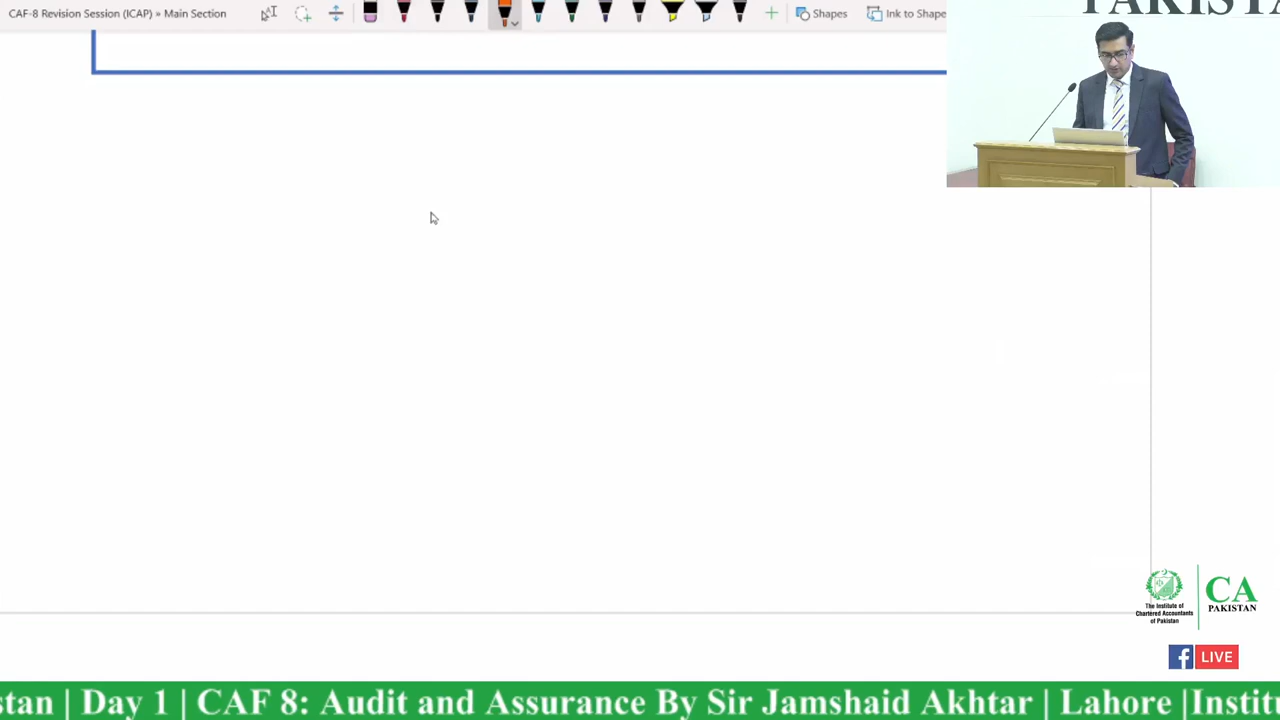 PAKISTA
CAF-8 Revision Session (ICAP) » Main Section
Shapes
Ink to Shape
The Institute of
Chartered Accountants
of Pakistan
CA
PAKISTAN
LIVE
stan | Day 1 | CAF 8: Audit and Assurance By Sir Jamshaid Akhtar | Lahore |Institu